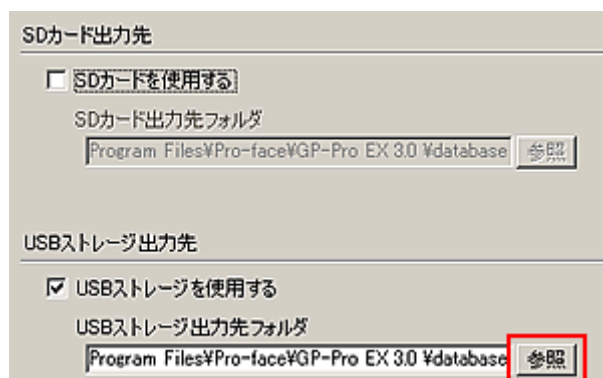 SDカード出力先
SDカードを使用する
SDカード出力先フォルダ
Program Files¥Pro-face¥GP-Pro EX 3.0 ¥database 参照
USBストレージ出力先
USBストレージを使用する
USBストレージ出力先フォルダ
Program Files¥Pro-face¥GP-Pro EX 3.0 ¥database 参照